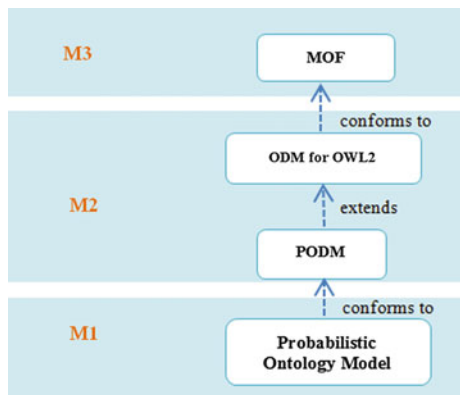 M3
MOF
conforms to
ODM for OWL2
M2
extends
PODM
conforms to
M1
Probabilistic
Ontology Model